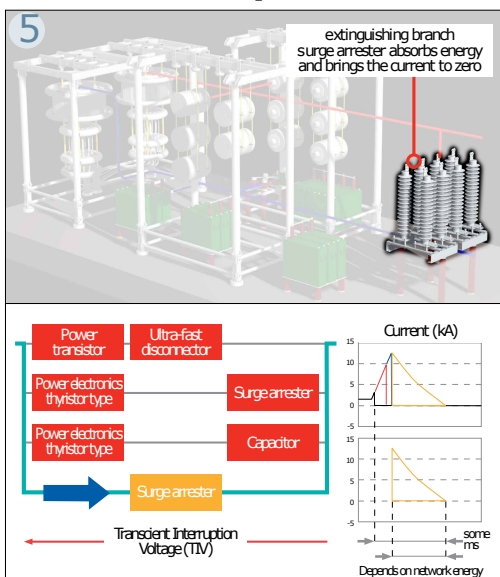 5
extinguishing branch
surge arrester absorbs energy
and brings the current to zero
Power
transistor
Ultra-fast
disconnector
Power electronics
thyristor type
Surge arrester
Power electronics
thyristor type
Capacitor
Surge arrester
Transient Interruption
Voltage (TIV)
Current (kA)
15
10
5
0
-5
15
10
5
0
-5
some
ms
Depends on network energy